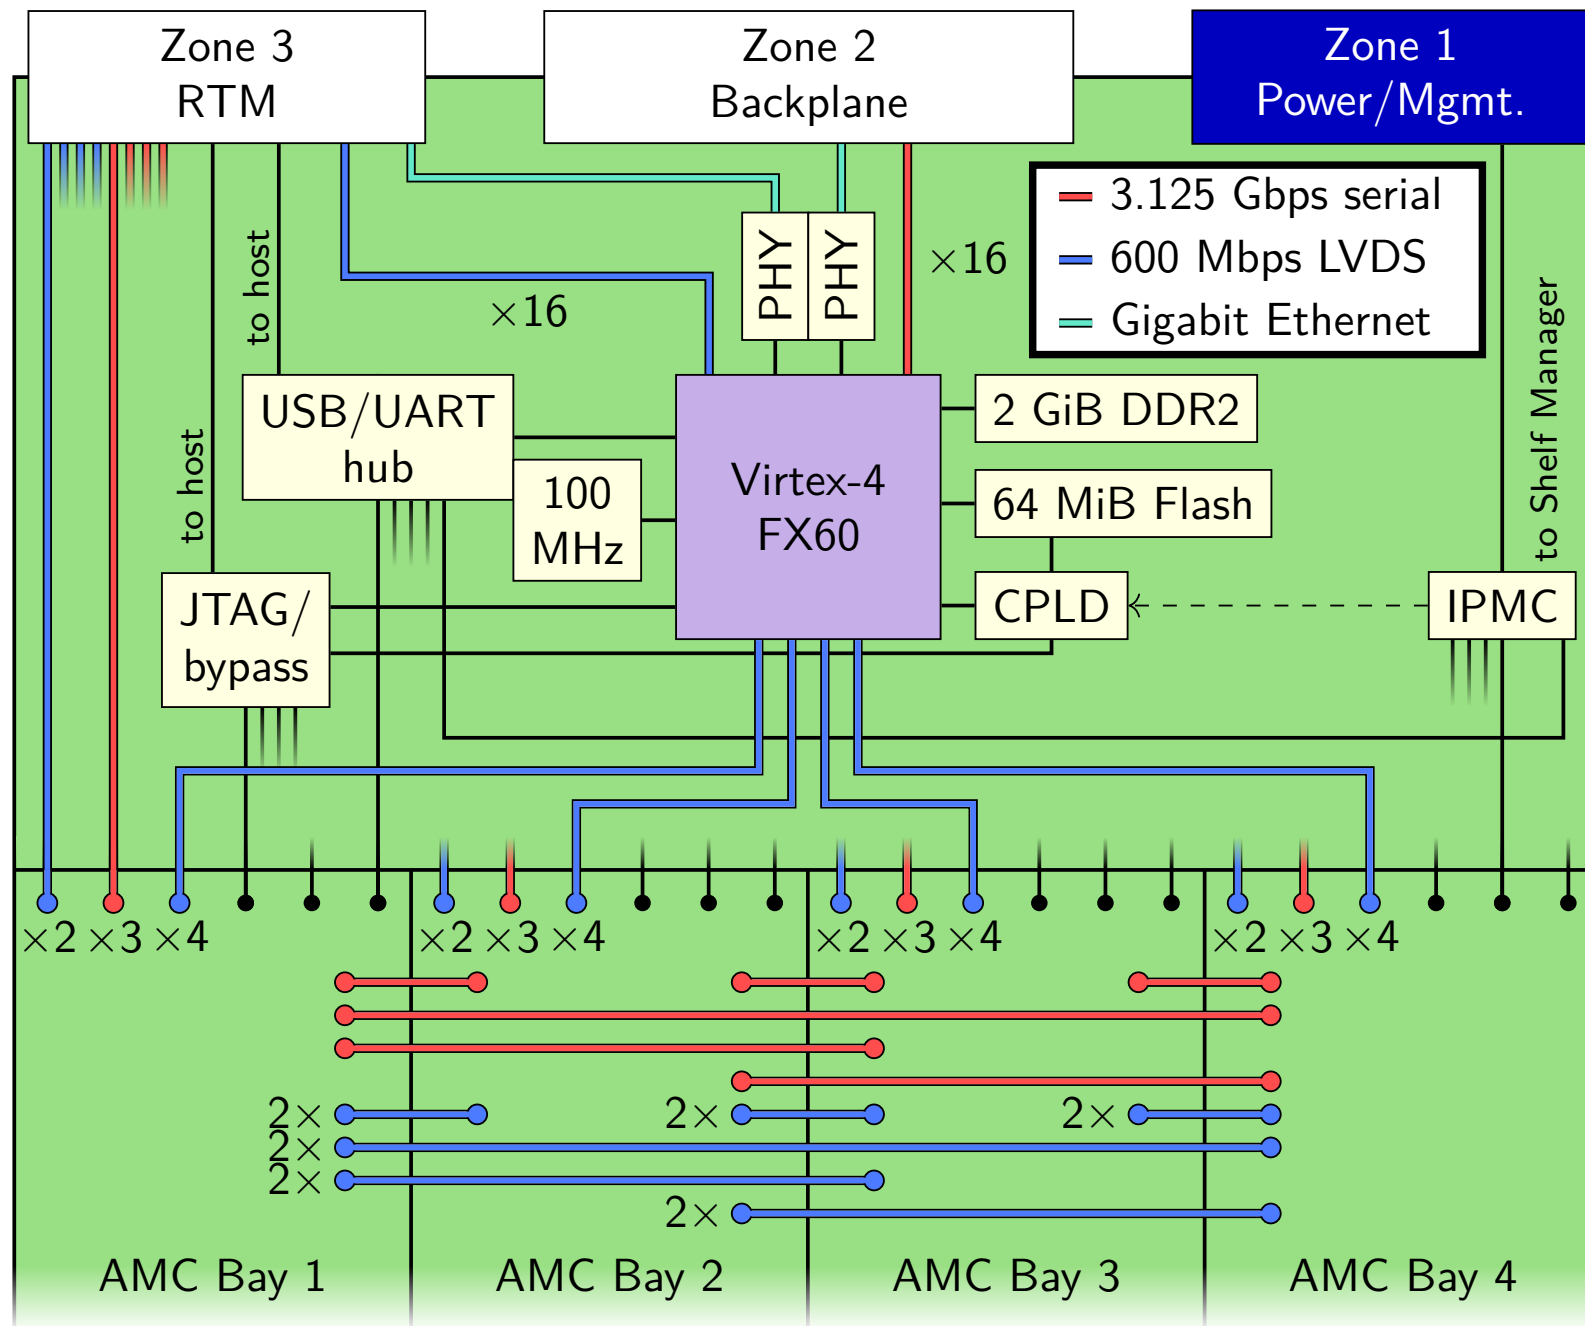 Zone 3
RTM
Zone 2
Backplane
Zone 1
Power/Mgmt.
3.125 Gbps serial
600 Mbps LVDS
Gigabit Ethernet
to host
×16
PHY
PHY
×16
to Shelf Manager
to host
USB/UART
hub
100
MHz
Virtex-4
FX60
2 GiB DDR2
64 MiB Flash
CPLD
IPMC
JTAG/
bypass
×2 ×3 ×4
×2 ×3 ×4
×2 ×3 ×4
×2 ×3 ×4
2×
2×
2×
2×
2×
2×
AMC Bay 1
AMC Bay 2
AMC Bay 3
AMC Bay 4